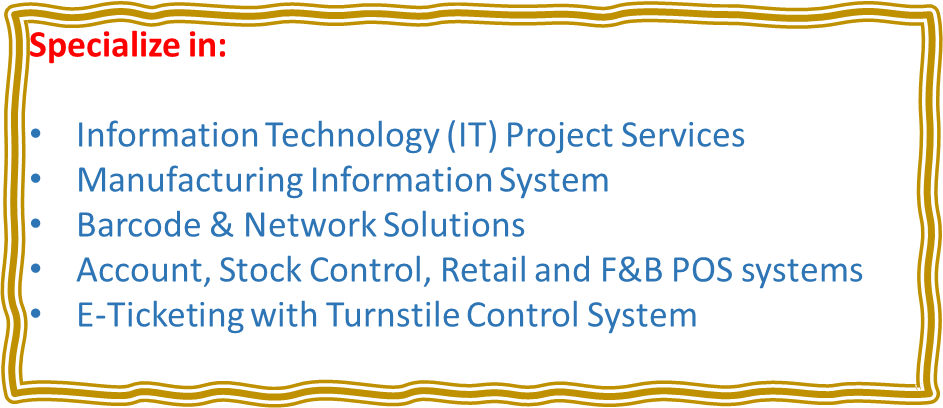 Specialize in:
• Information Technology (IT) Project Services
• Manufacturing Information System
• Barcode & Network Solutions
• Account, Stock Control, Retail and F&B POS systems
• E-Ticketing with Turnstile Control System